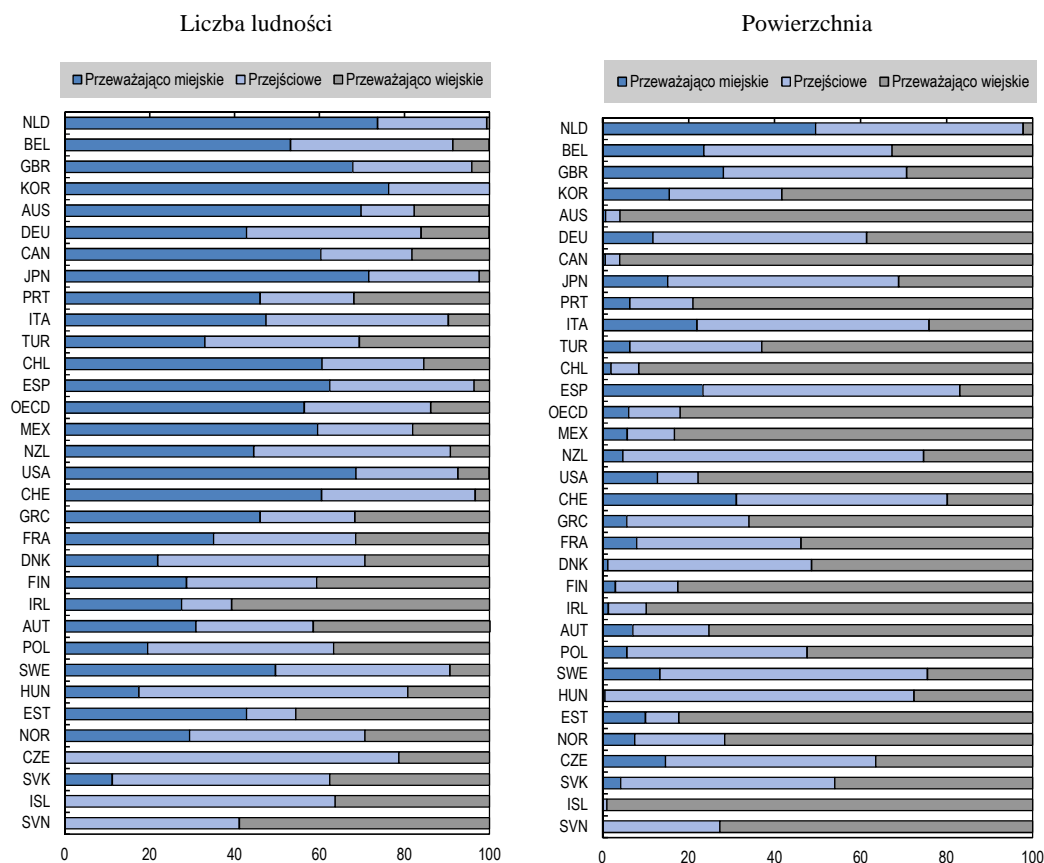 Liczba ludności
Przeważająco miejskie Przejściowe Przeważająco wiejskie
NLD
BEL
GBR
KOR
AUS
DEU
CAN
JPN
PRT
ITA
TUR
CHL
ESP
OECD
MEX
NZL
USA
CHE
GRC
FRA
DNK
FIN
IRL
AUT
POL
SWE
HUN
EST
NOR
CZE
SVK
ISL
SVN
0 20 40 60 80 100
Powierzchnia
Przeważająco miejskie Przejściowe Przeważająco wiejskie
NLD
BEL
GBR
KOR
AUS
DEU
CAN
JPN
PRT
ITA
TUR
CHL
ESP
OECD
MEX
NZL
USA
CHE
GRC
FRA
DNK
FIN
IRL
AUT
POL
SWE
HUN
EST
NOR
CZE
SVK
ISL
SVN
0 20 40 60 80 100